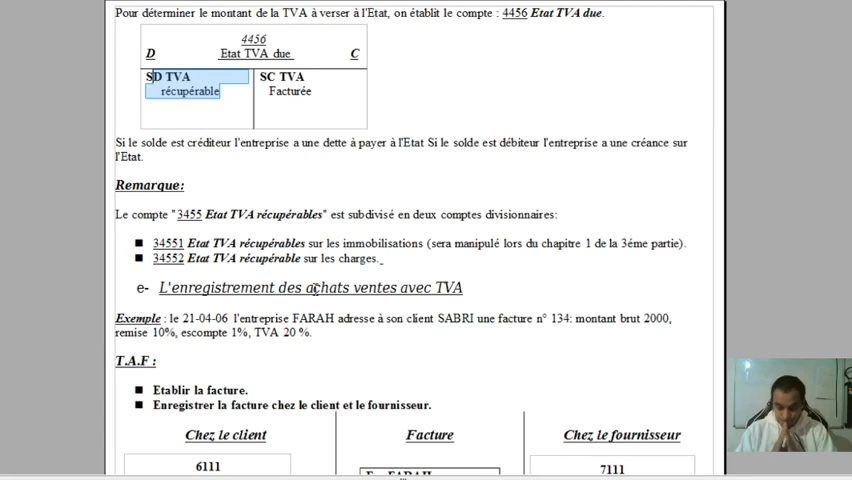 Pour déterminer le montant de la TVA à verser à l'Etat, on établit le compte : 4456 Etat TVA due.
4456
D Etat TVA due C
SD TVA SC TVA
récupérable Facturée
Si le solde est créditeur l'entreprise a une dette à payer à l'Etat Si le solde est débiteur l'entreprise a une créance sur
l'Etat.
Remarque:
Le compte "3455 Etat TVA récupérables" est subdivisé en deux comptes divisionnaires:
■ 34551 Etat TVA récupérables sur les immobilisations (sera manipulé lors du chapitre 1 de la 3éme partie).
■ 34552 Etat TVA récupérable sur les charges.
e- L'enregistrement des achats ventes avec TVA
Exemple : le 21-04-06 l'entreprise FARAH adresse à son client SABRI une facture n° 134: montant brut 2000,
remise 10%, escompte 1%, TVA 20 %.
T.A.F :
■ Etablir la facture.
■ Enregistrer la facture chez le client et le fournisseur.
Chez le client Facture Chez le fournisseur
6111 7111
FARAH